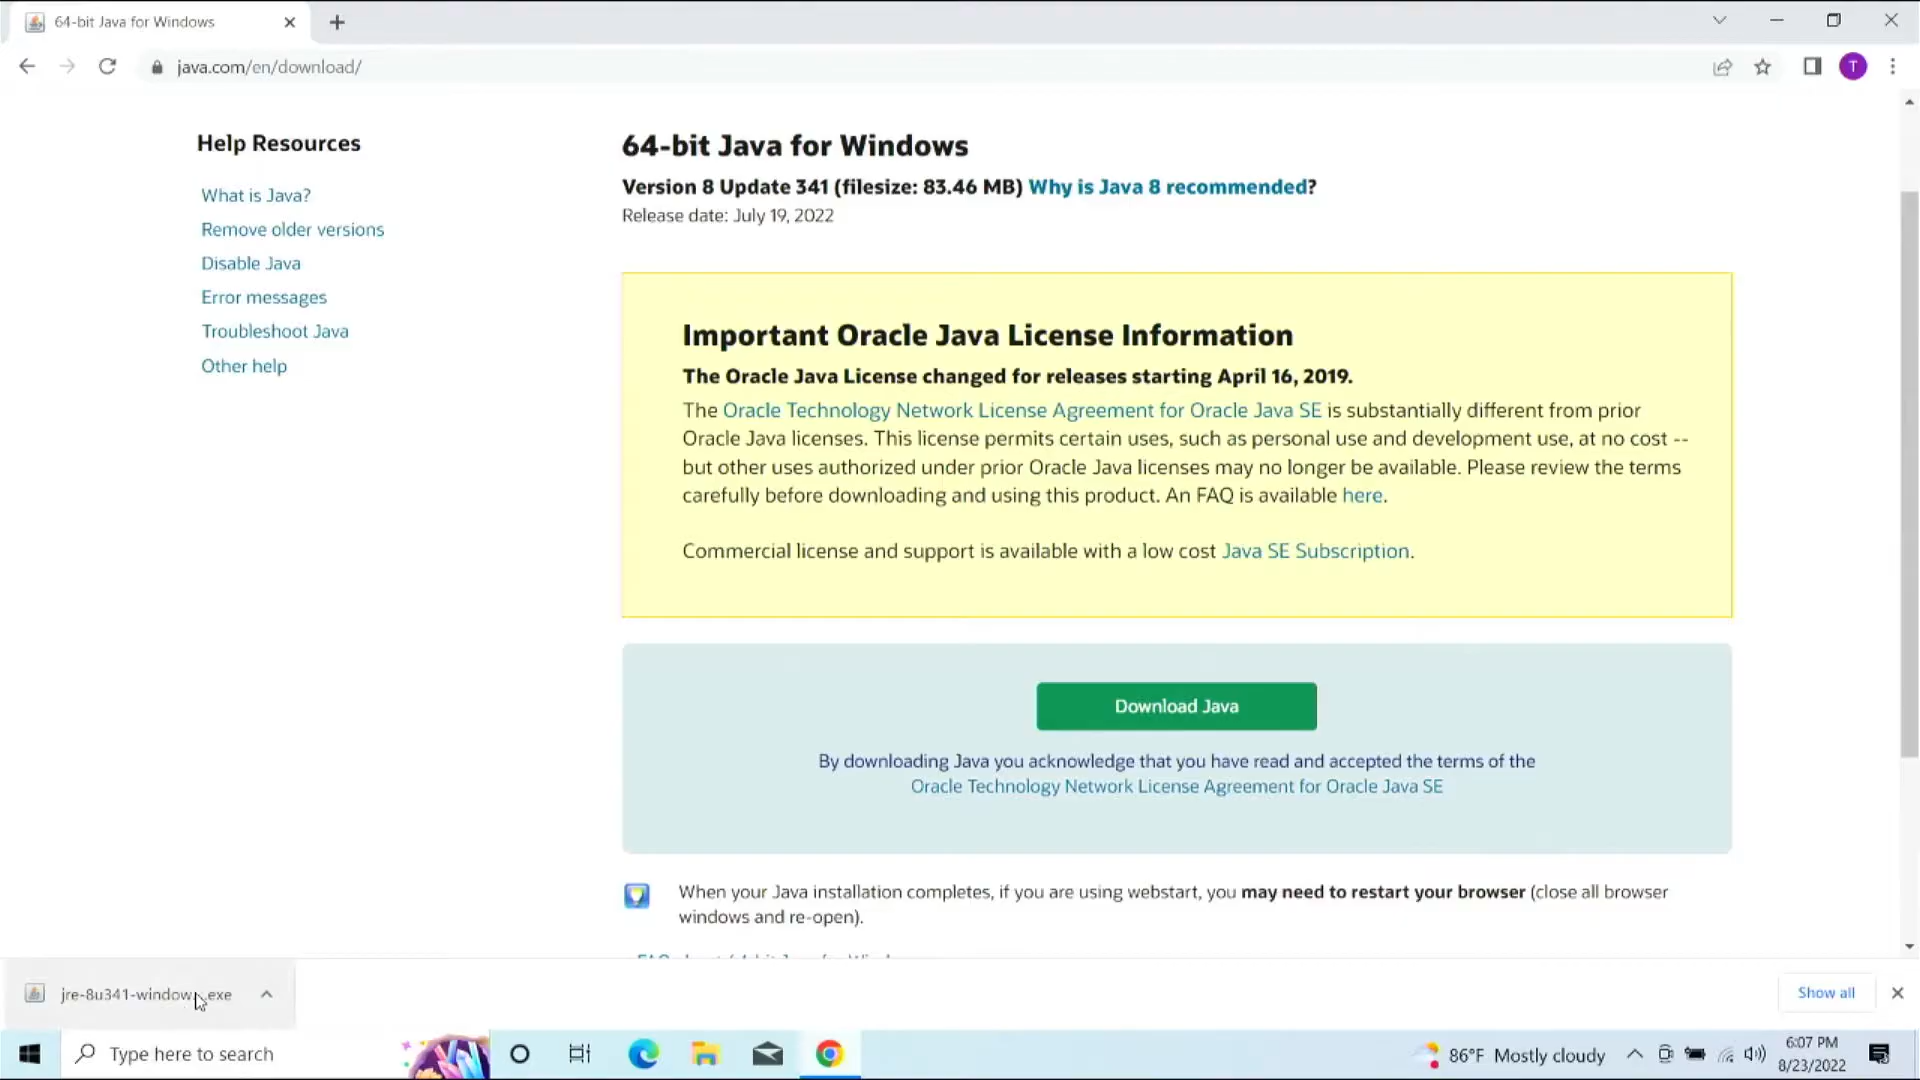 64-bit Java for Windows
java.com/en/download/
T
Help Resources
What is Java?
Remove older versions
Disable Java
Error messages
Troubleshoot Java
Other help
64-bit Java for Windows
Version 8 Update 341 (filesize: 83.46 MB) Why is Java 8 recommended?
Release date: July 19, 2022
Important Oracle Java License Information
The Oracle Java License changed for releases starting April 16, 2019.
The Oracle Technology Network License Agreement for Oracle Java SE is substantially different from prior
Oracle Java licenses. This license permits certain uses, such as personal use and development use, at no cost --
but other uses authorized under prior Oracle Java licenses may no longer be available. Please review the terms
carefully before downloading and using this product. An FAQ is available here.
Commercial license and support is available with a low cost Java SE Subscription.
Download Java
By downloading Java you acknowledge that you have read and accepted the terms of the
Oracle Technology Network License Agreement for Oracle Java SE
When your Java installation completes, if you are using webstart, you may need to restart your browser (close all browser
windows and re-open).
jre-8u341-window...exe
Show all
Type here to search
86°F Mostly cloudy
6:07 PM
8/23/2022